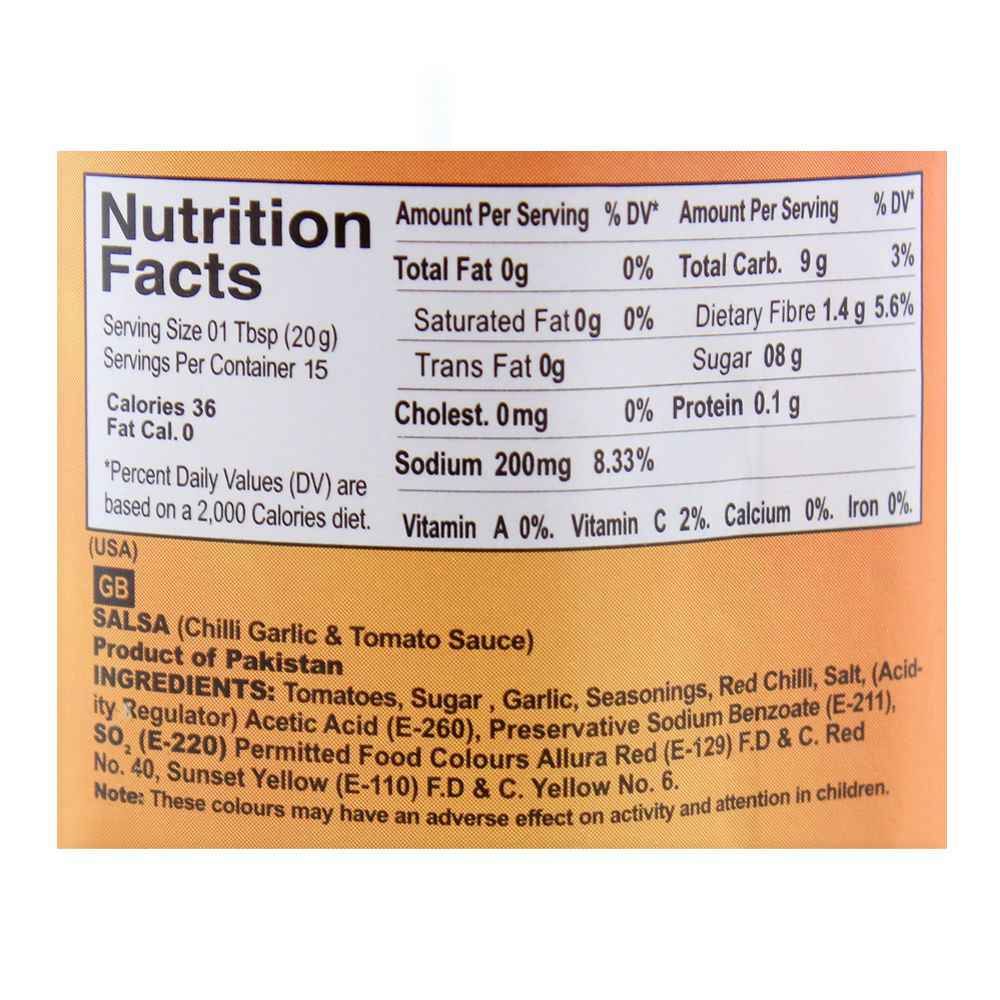 Nutrition
Facts
Serving Size 01 Tbsp (20g)
Servings Per Container 15
Calories 36
Fat Cal. 0
*Percent Daily Values (DV) are
based on a 2,000 Calories diet.
Amount Per Serving % DV* Amount Per Serving % DV*
Total Fat 0g 0% Total Carb. 9 g 3%
Saturated Fat 0g 0% Dietary Fibre 1.4 g 5.6%
Trans Fat 0g Sugar 08 g
Cholest. 0mg 0% Protein 0.1 g
Sodium 200mg 8.33%
Vitamin A 0%. Vitamin C 2%. Calcium 0%. Iron 0%.
(USA)
GB
SALSA (Chilli Garlic & Tomato Sauce)
Product of Pakistan
INGREDIENTS: Tomatoes, Sugar , Garlic, Seasonings, Red Chilli, Salt, (Acid-
ity Regulator) Acetic Acid (E-260), Preservative Sodium Benzoate (E-211),
SO₂ (E-220) Permitted Food Colours Allura Red (E-129) F.D & C. Red
No. 40, Sunset Yellow (E-110) F.D & C. Yellow No. 6.
Note: These colours may have an adverse effect on activity and attention in children.